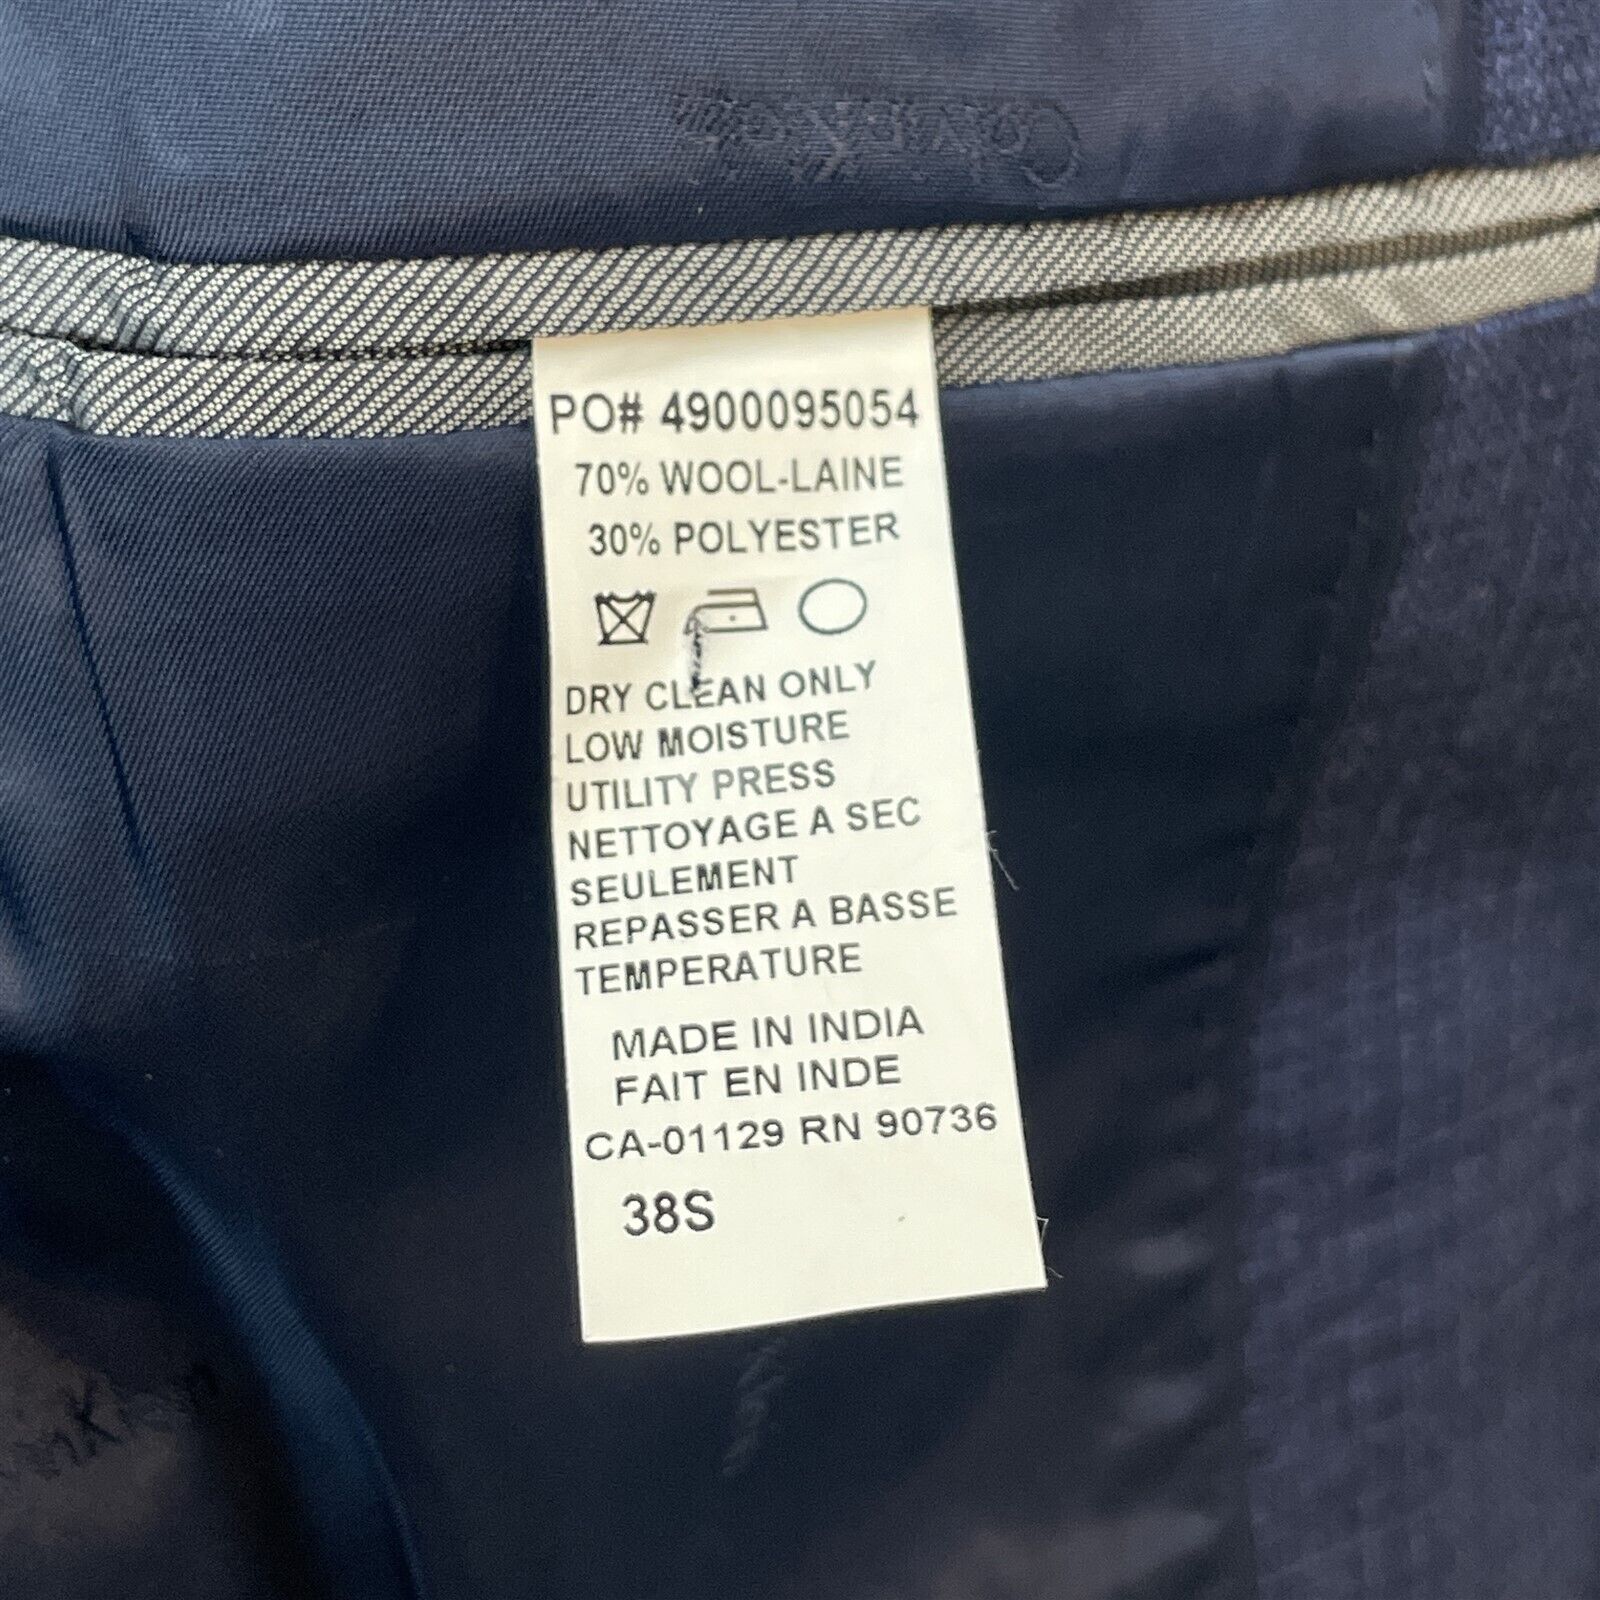 PO# 4900095054
70% WOOL-LAINE
30% POLYESTER
DRY CLEAN ONLY
LOW MOISTURE
UTILITY PRESS
NETTOYAGE A SEC
SEULEMENT
REPASSER A BASSE
TEMPERATURE
MADE IN INDIA
FAIT EN INDE
CA-01129 RN 90736
38S